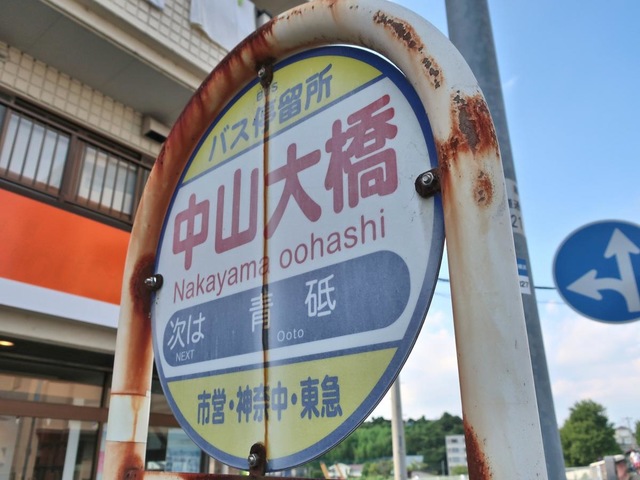 BUS
バス停留所
中山大橋
Nakayama oohashi
次は 青砥
NEXT Ooto
市営・神奈中・東急